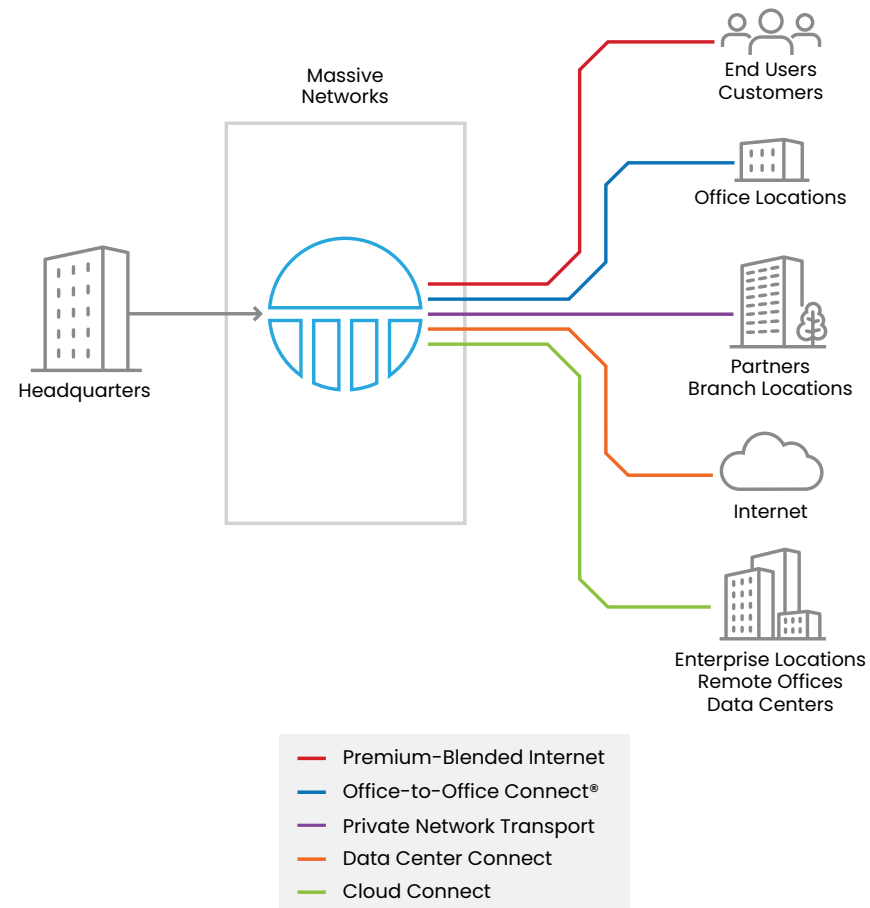 End Users
Customers
Massive
Networks
Office Locations
Headquarters
Partners
Branch Locations
Internet
Enterprise Locations
Remote Offices
Data Centers
Premium-Blended Internet
Office-to-Office Connect®
Private Network Transport
Data Center Connect
Cloud Connect